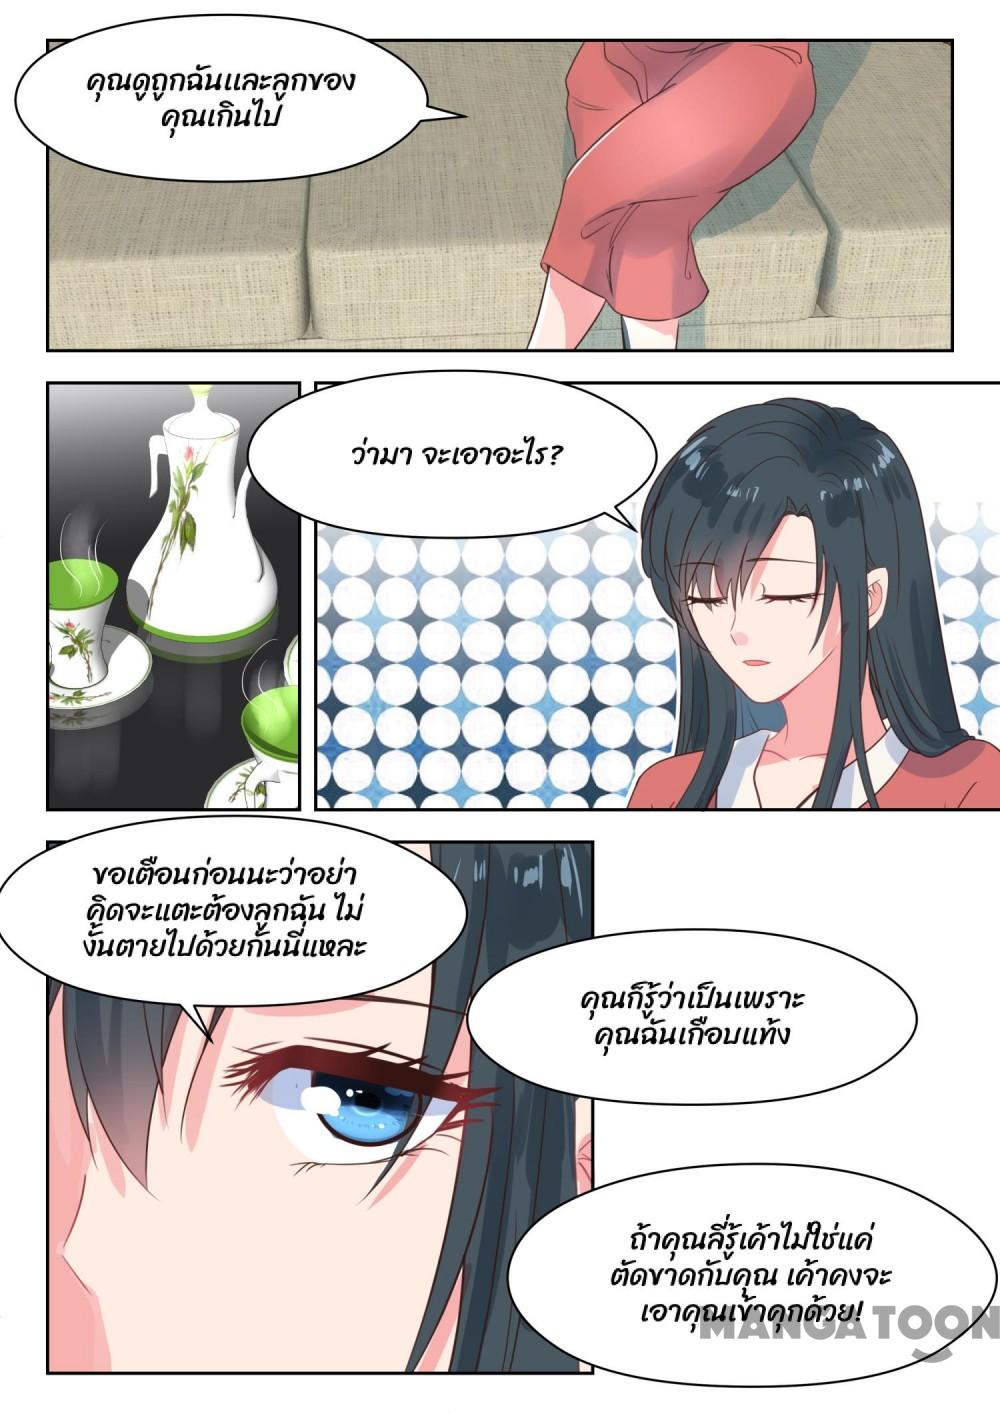 คุณดูถูกฉันและลูกของ
คุณเกินไป
ว่ามา จะเอาอะไร?
ขอเตือนก่อนนะว่าอย่า
คิดจะแตะต้องลูกฉัน ไม่
งั้นตายไปด้วยกันนี่แหละ
คุณก็รู้ว่าเป็นเพราะ
คุณฉันเกือบแท้ง
ถ้าคุณลี่รู้เค้าไม่ใช่แค่
ตัดขาดกับคุณ เค้าคงจะ
เอาคุณเข้าคุกด้วย!
MANGATOON